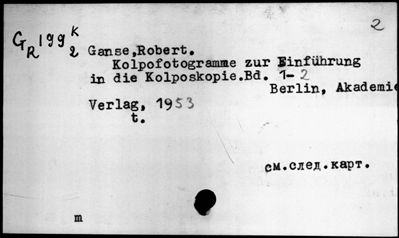 2
GR 199 K/2
Ganse,Robert.
Kolpofotogramme zur Einführung
in die Kolposkopie.Bd. 1-2
Berlin, Akademie
Verlag, 1953
t.
см.след.карт.
m